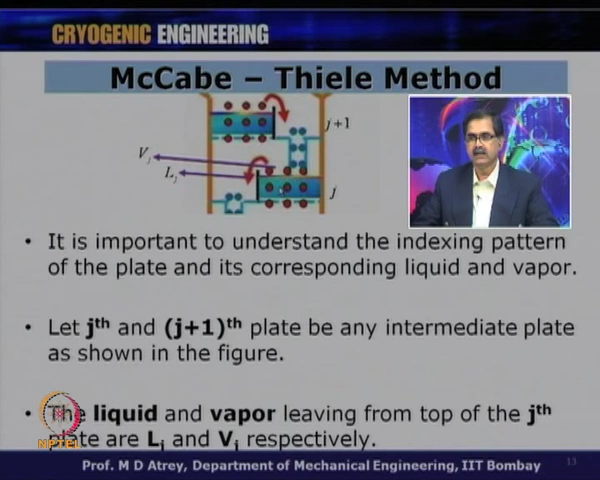 CRYOGENIC ENGINEERING
McCabe – Thiele Method
j+1
Vj
Lj
j
• It is important to understand the indexing pattern
of the plate and its corresponding liquid and vapor.
• Let jth and (j+1)th plate be any intermediate plate
as shown in the figure.
• The liquid and vapor leaving from top of the jth
plate are Lj and Vj respectively.
NPTEL
Prof. M D Atrey, Department of Mechanical Engineering, IIT Bombay
13